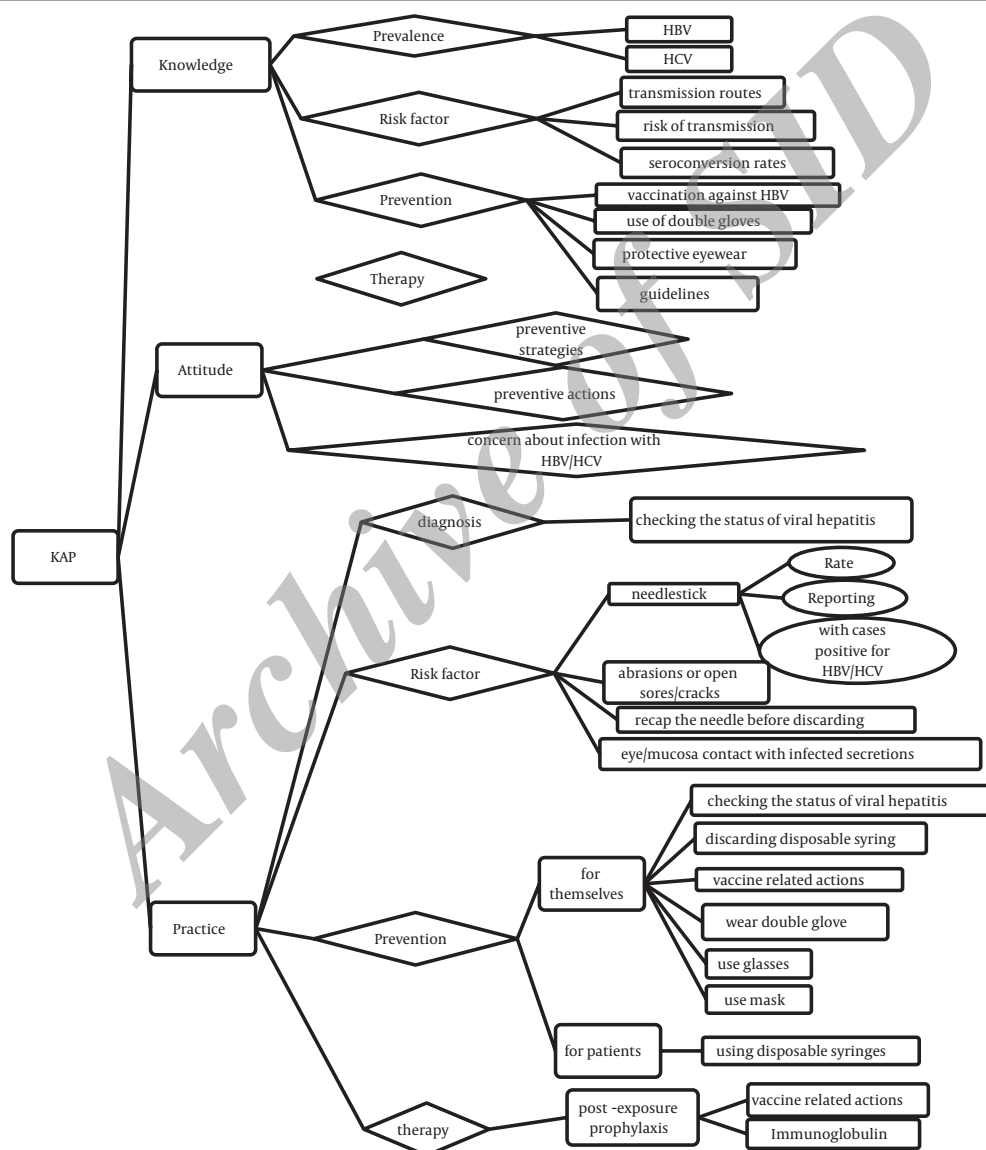 Prevalence
HBV
HCV
Knowledge
Risk factor
transmission routes
risk of transmission
seroconversion rates
Prevention
vaccination against HBV
use of double gloves
protective eyewear
guidelines
Therapy
Attitude
preventive
strategies
preventive actions
concern about infection with
HBV/HCV
KAP
diagnosis
checking the status of viral hepatitis
Risk factor
needlestick
Rate
Reporting
with cases
positive for
HBV/HCV
abrasions or open
sores/cracks
recap the needle before discarding
eye/mucosa contact with infected secretions
Practice
Prevention
for
themselves
checking the status of viral hepatitis
discarding disposable syring
vaccine related actions
wear double glove
use glasses
use mask
for patients
using disposable syringes
therapy
post -exposure
prophylaxis
vaccine related actions
Immunoglobulin
Archive of SID